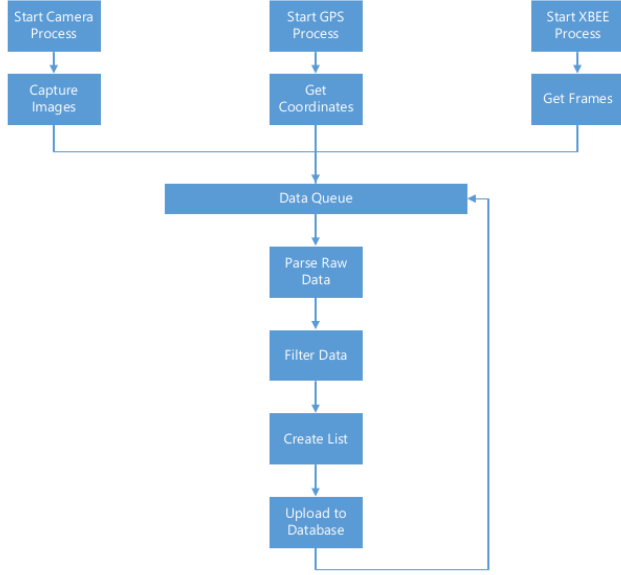 Start Camera
Process
Start GPS
Process
Start XBEE
Process
Capture
Images
Get
Coordinates
Get Frames
Data Queue
Parse Raw
Data
Filter Data
Create List
Upload to
Database